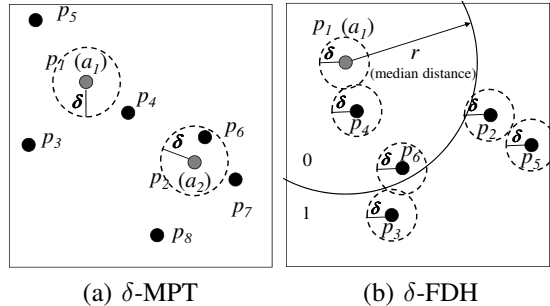 p5
p1 (a1)
δ
p4
p3
δ
p6
p2 (a2)
p7
p8
(a) δ-MPT
p1 (a1)
δ
r
(median distance)
δ
p4
δ
p2
δ
p5
0
p6
δ
1
δ
p3
(b) δ-FDH